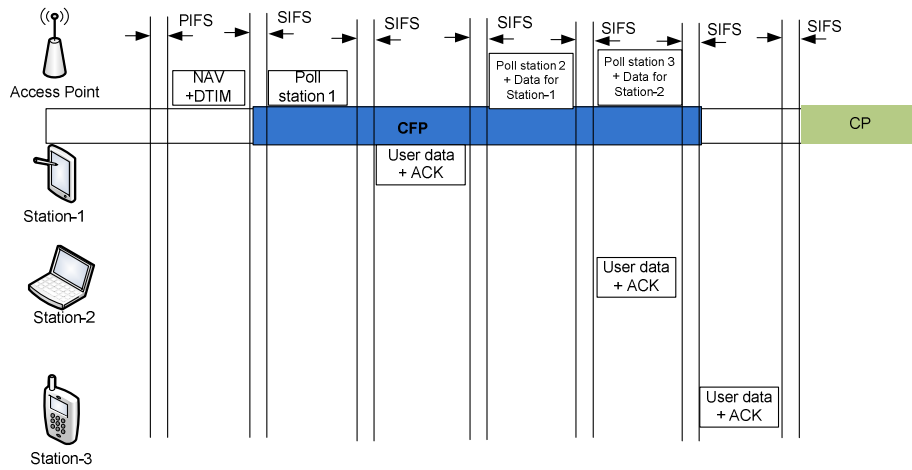 PIFS
SIFS
SIFS
SIFS
SIFS
SIFS
SIFS
Access Point
NAV
+DTIM
Poll
station 1
Poll station 2
+ Data for
Station-1
Poll station 3
+ Data for
Station-2
CFP
CP
User data
+ ACK
Station-1
User data
+ ACK
Station-2
User data
+ ACK
Station-3